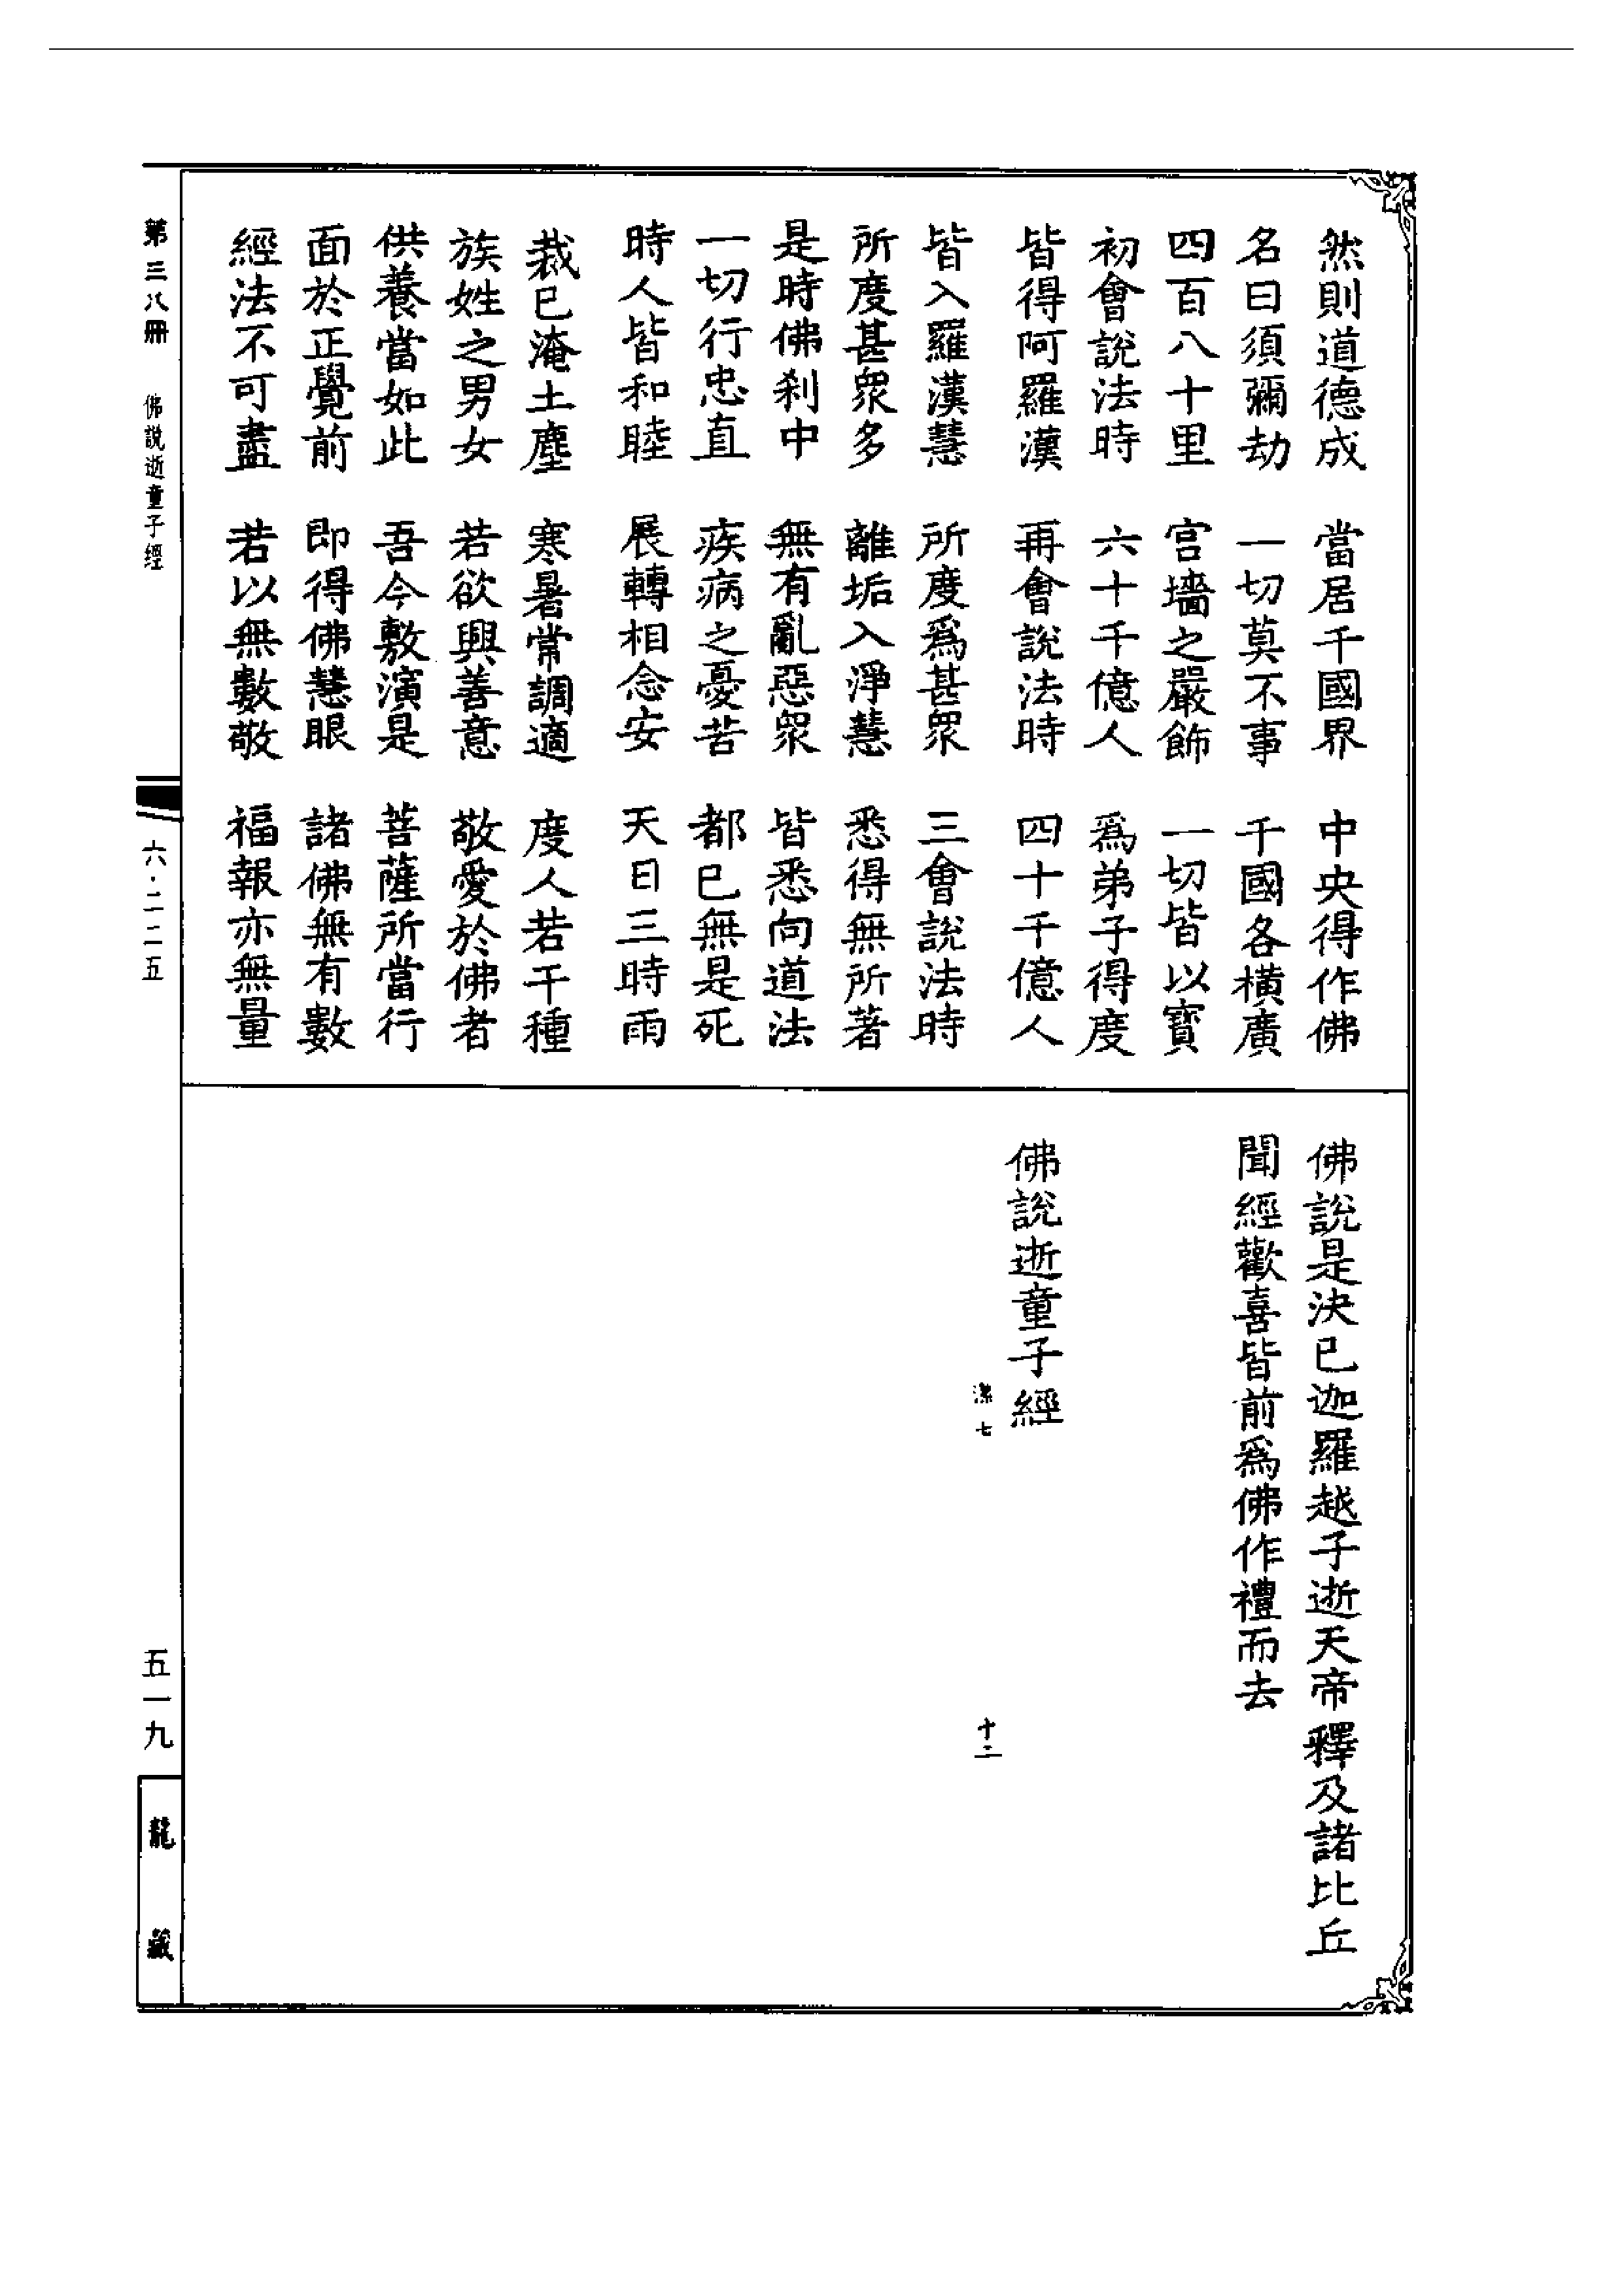 然則道德成　當居千國界　中央得作佛
名曰須彌劫　一切莫不事　千國各橫廣
四百八十里　宮墻之嚴飾　一切皆以寳
初會說法時　六十千億人　爲弟子得度
皆得阿羅漢　再會說法時　四十千億人
皆入羅漢慧　所度爲甚衆　三會說法時
所度甚衆多　離垢入淨慧　悉得無所著
是時佛刹中　無有亂惡衆　皆悉向道法
一切行忠直　疾病之憂苦　都已無是死
時人皆和睦　展轉相念安　天日三時雨
裁已淹土塵　寒暑常調適　度人若干種
族姓之男女　若欲興善意　敬愛於佛者
供養當如此　吾今敷演是　菩薩所當行
面於正覺前　即得佛慧眼　諸佛無有數
經法不可盡　若以無數敬　福報亦無量
佛說是決已迦羅越子逝天帝釋及諸比丘
聞經歡喜皆前爲佛作禮而去
佛說逝童子經
潔七　十二
第三八冊　佛說逝童子經　六·二二五　五一九　龍藏